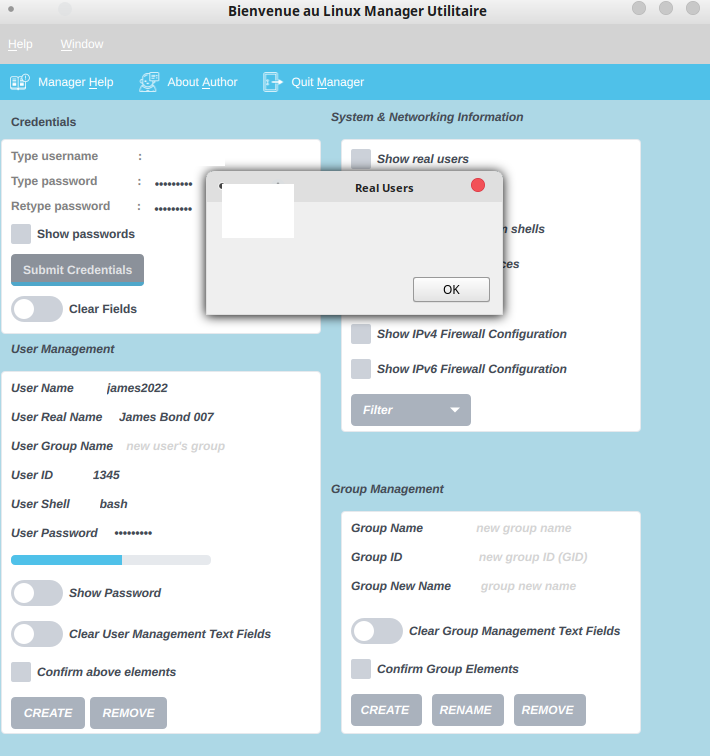 Bienvenue au Linux Manager Utilitaire
Help Window
Manager Help About Author Quit Manager
Credentials
Type username :
Type password : •••••••••
Retype password : •••••••••
Show passwords
Submit Credentials
Clear Fields
User Management
User Name james2022
User Real Name James Bond 007
User Group Name new user's group
User ID 1345
User Shell bash
User Password •••••••••
Show Password
Clear User Management Text Fields
Confirm above elements
CREATE REMOVE
System & Networking Information
Show real users
Real Users
OK
shells
Show IPv4 Firewall Configuration
Show IPv6 Firewall Configuration
Filter
Group Management
Group Name new group name
Group ID new group ID (GID)
Group New Name group new name
Clear Group Management Text Fields
Confirm Group Elements
CREATE RENAME REMOVE